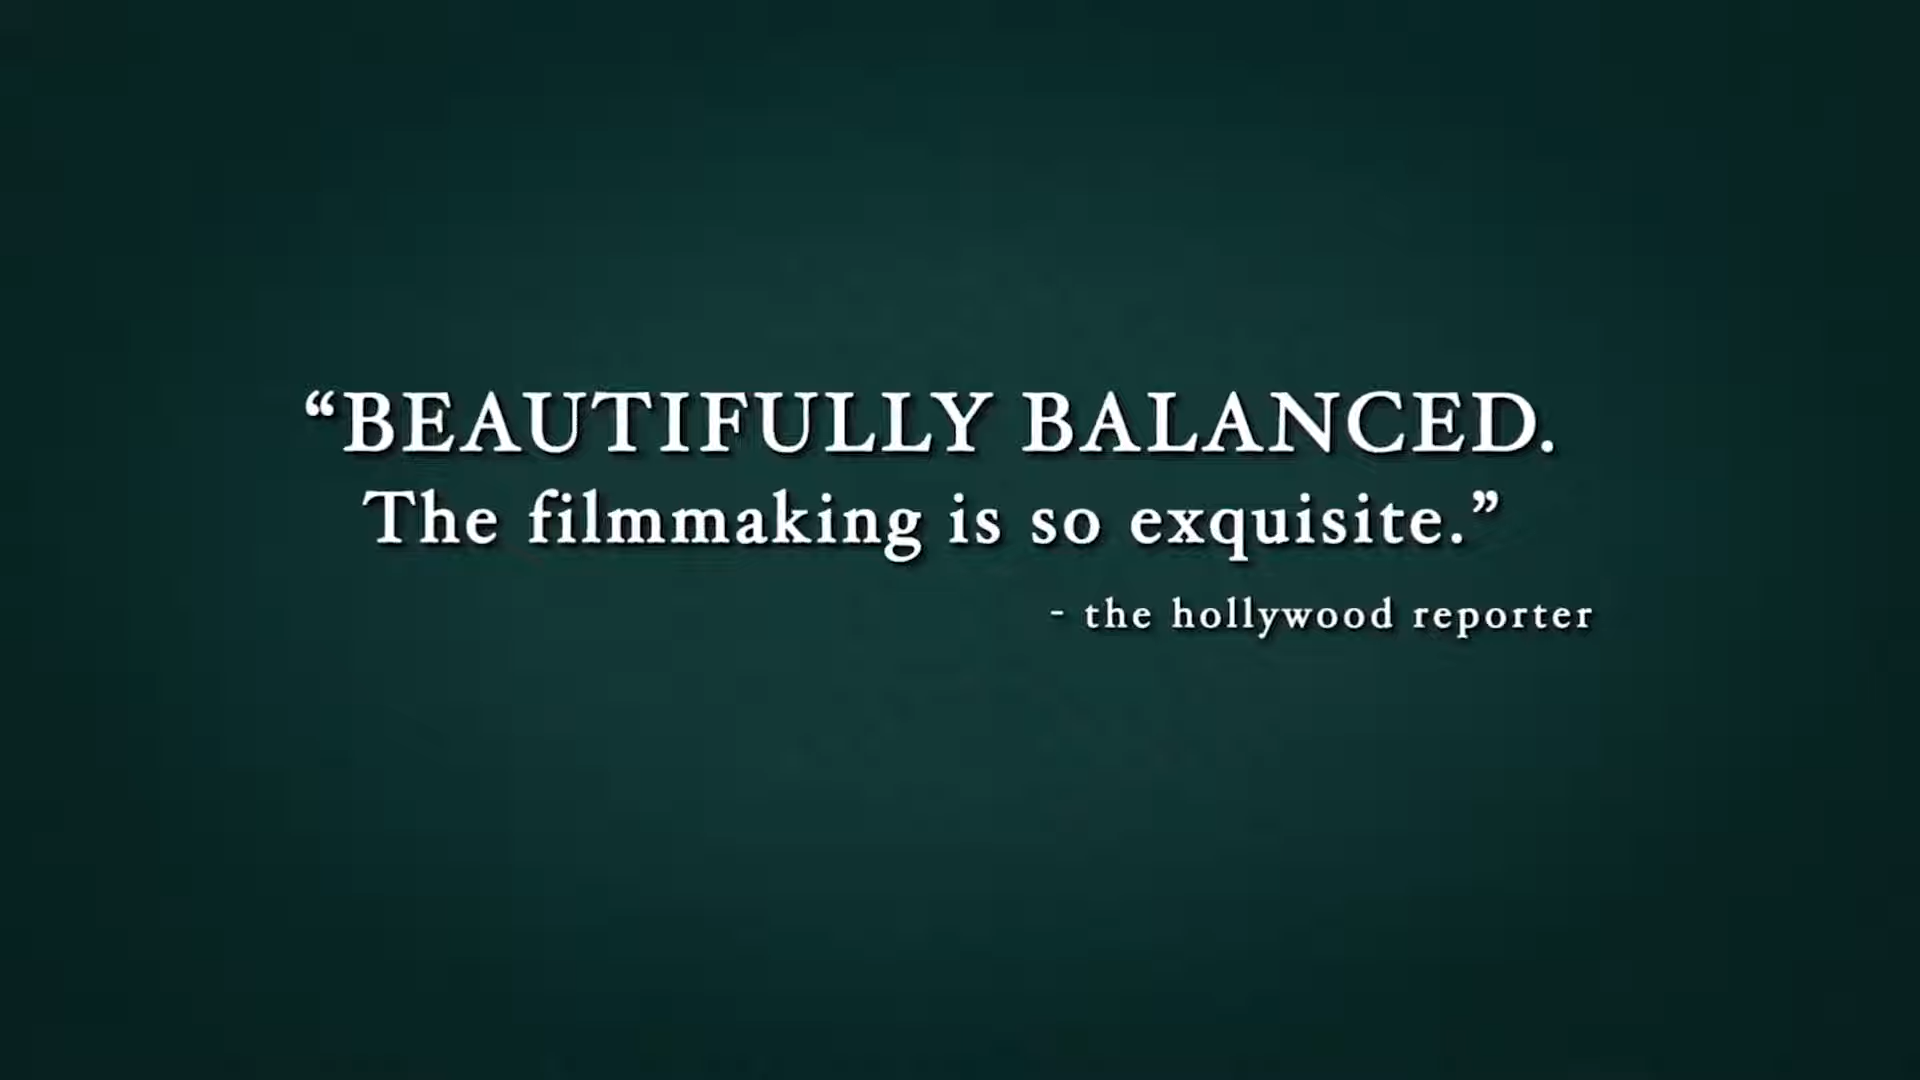 “BEAUTIFULLY BALANCED.
The filmmaking is so exquisite.”
- the hollywood reporter